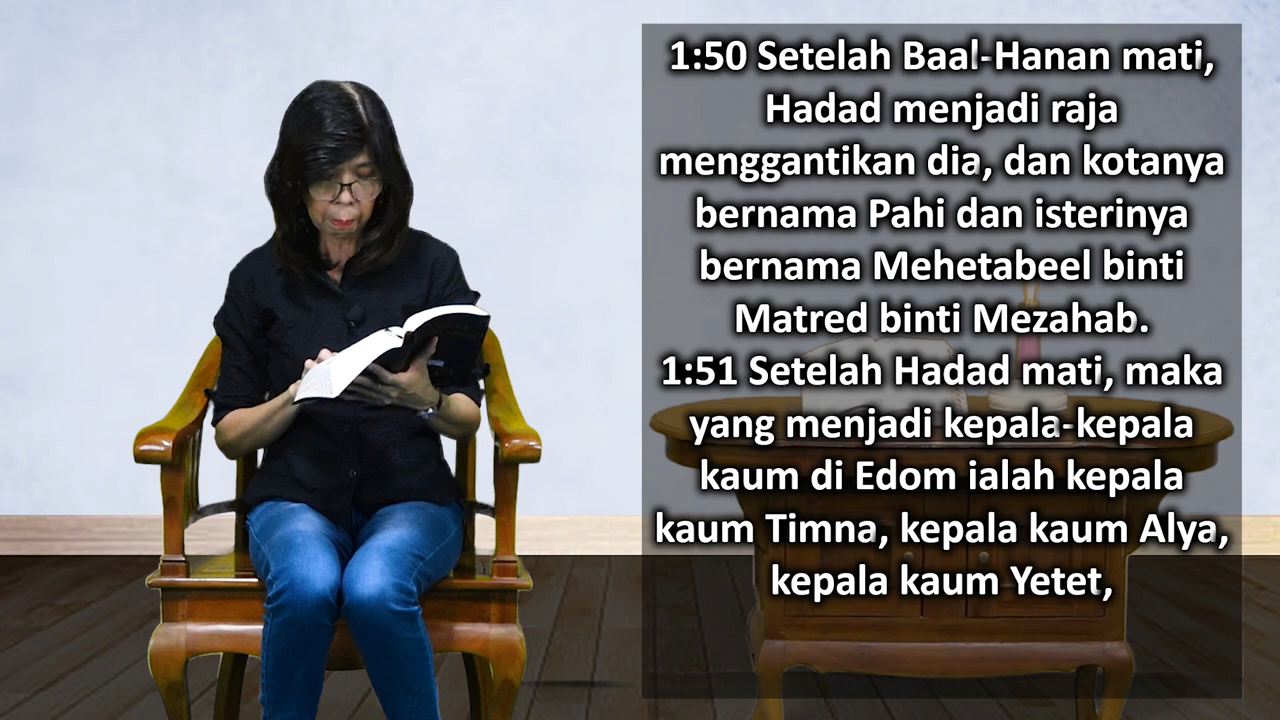 1:50 Setelah Baal-Hanan mati,
Hadad menjadi raja
menggantikan dia, dan kotanya
bernama Pahi dan isterinya
bernama Mehetabeel binti
Matred binti Mezahab.
1:51 Setelah Hadad mati, maka
yang menjadi kepala-kepala
kaum di Edom ialah kepala
kaum Timna, kepala kaum Alya,
kepala kaum Yetet,